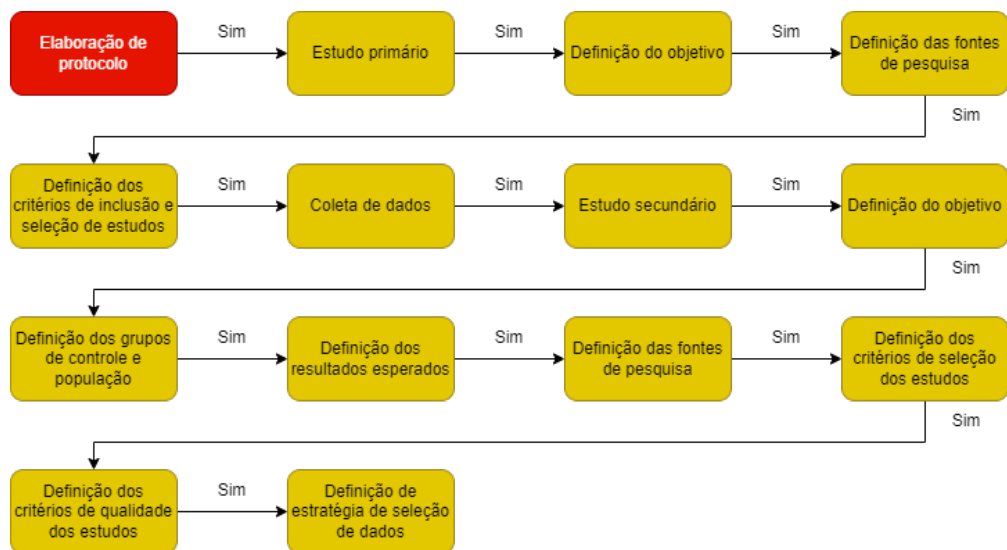 Elaboração de
protocolo
Sim
Estudo primário
Sim
Definição do objetivo
Sim
Definição das fontes
de pesquisa
Sim
Definição dos
critérios de inclusão e
seleção de estudos
Sim
Coleta de dados
Sim
Estudo secundário
Sim
Definição do objetivo
Sim
Definição dos grupos
de controle e
população
Sim
Definição dos
resultados esperados
Sim
Definição das fontes
de pesquisa
Sim
Definição dos
critérios de seleção
dos estudos
Sim
Definição dos
critérios de qualidade
dos estudos
Sim
Definição de
estratégia de seleção
de dados